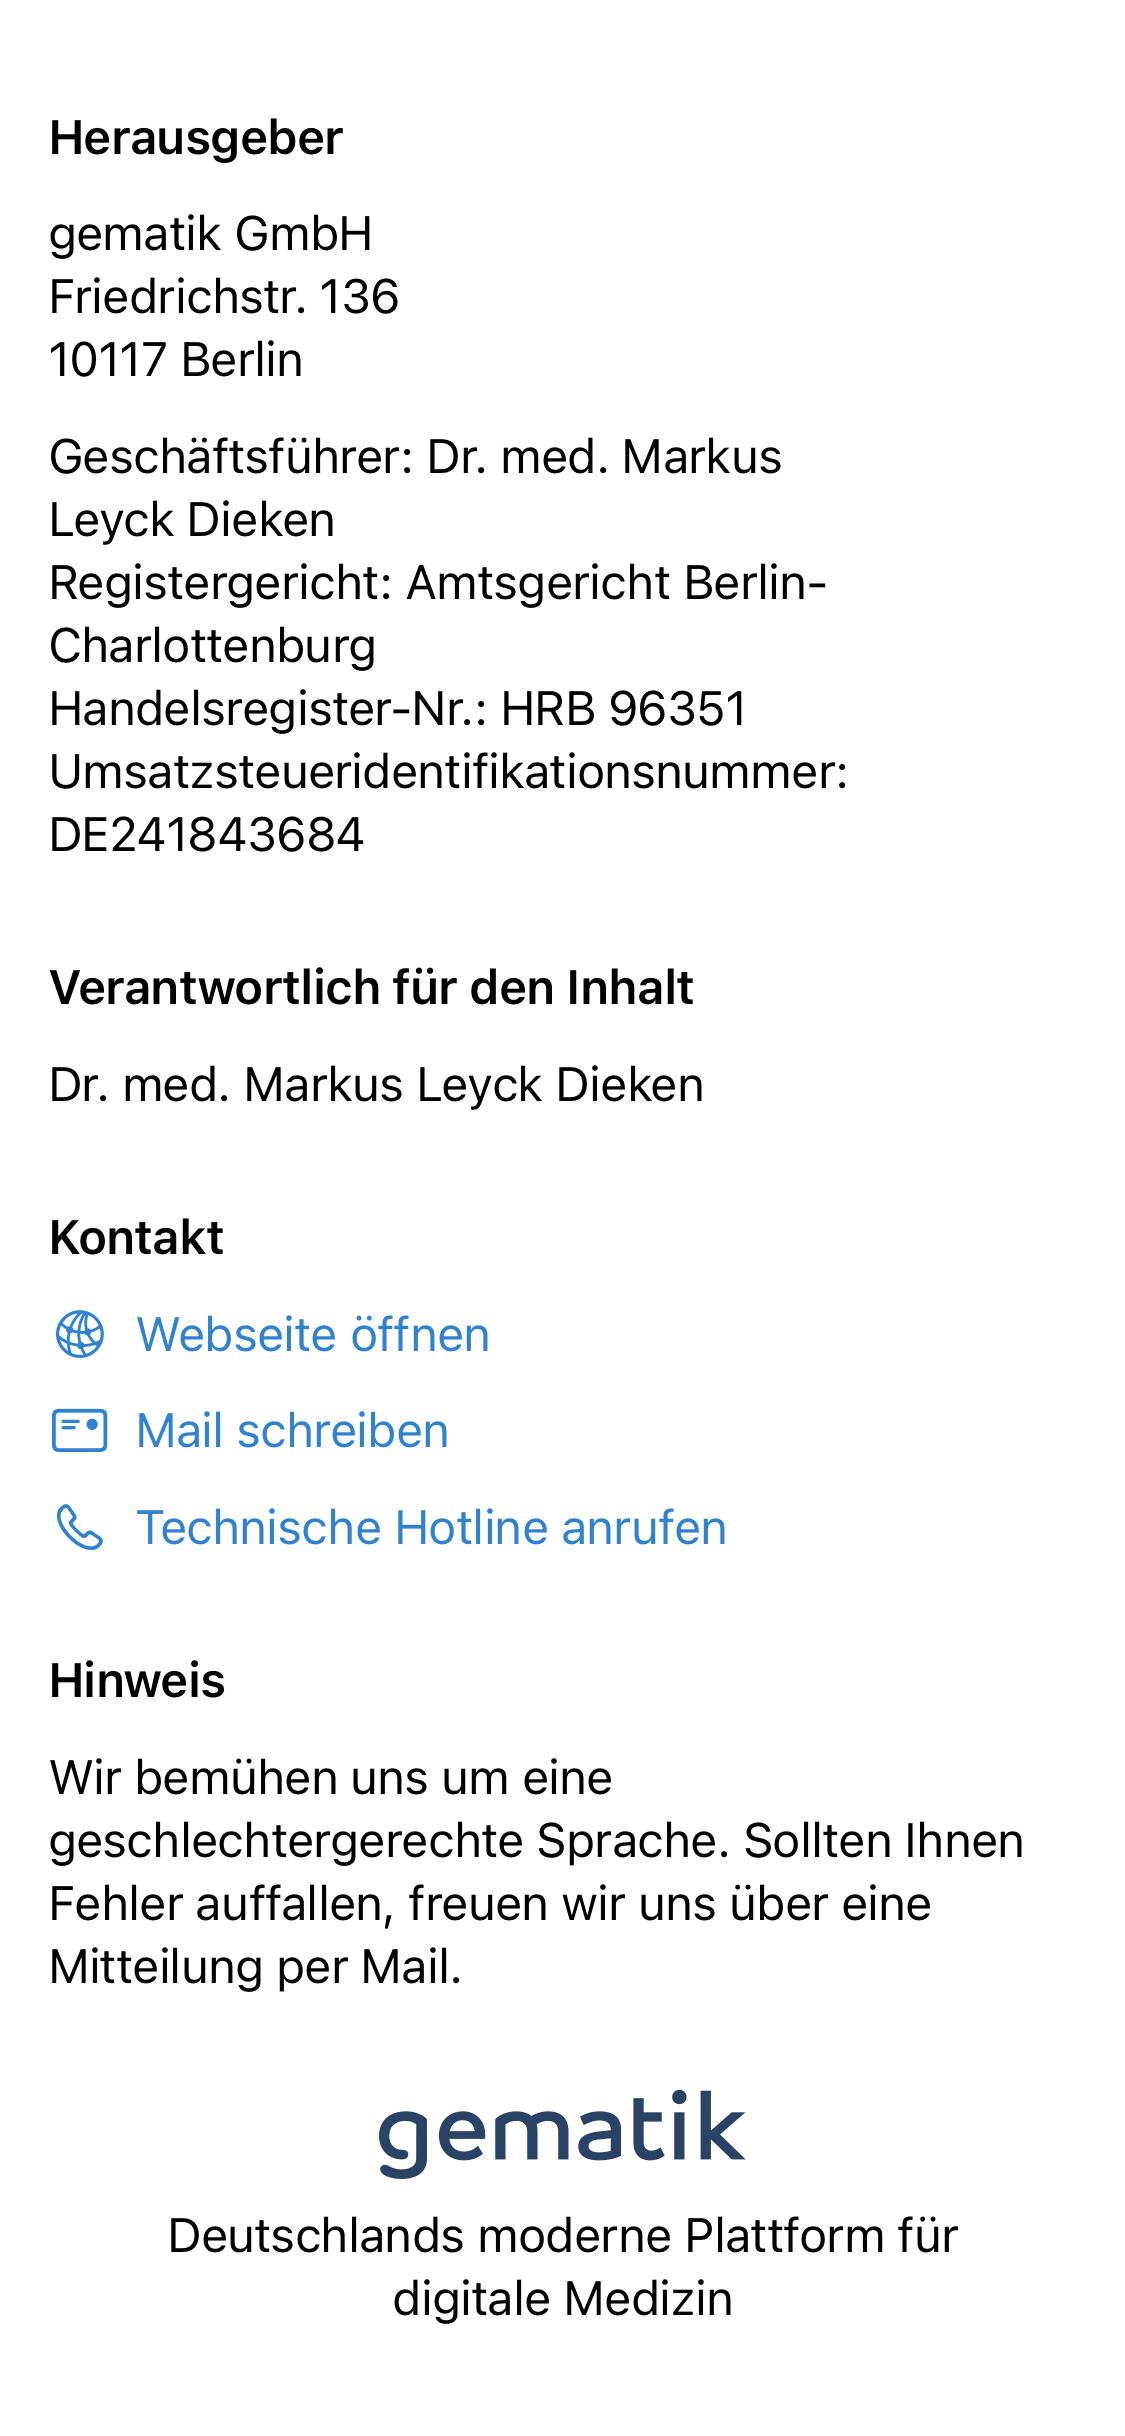 Herausgeber
gematik GmbH
Friedrichstr. 136
10117 Berlin
Geschäftsführer: Dr. med. Markus
Leyck Dieken
Registergericht: Amtsgericht Berlin-
Charlottenburg
Handelsregister-Nr.: HRB 96351
Umsatzsteueridentifikationsnummer:
DE241843684
Verantwortlich für den Inhalt
Dr. med. Markus Leyck Dieken
Kontakt
Webseite öffnen
Mail schreiben
Technische Hotline anrufen
Hinweis
Wir bemühen uns um eine
geschlechtergerechte Sprache. Sollten Ihnen
Fehler auffallen, freuen wir uns über eine
Mitteilung per Mail.
gematik
Deutschlands moderne Plattform für
digitale Medizin